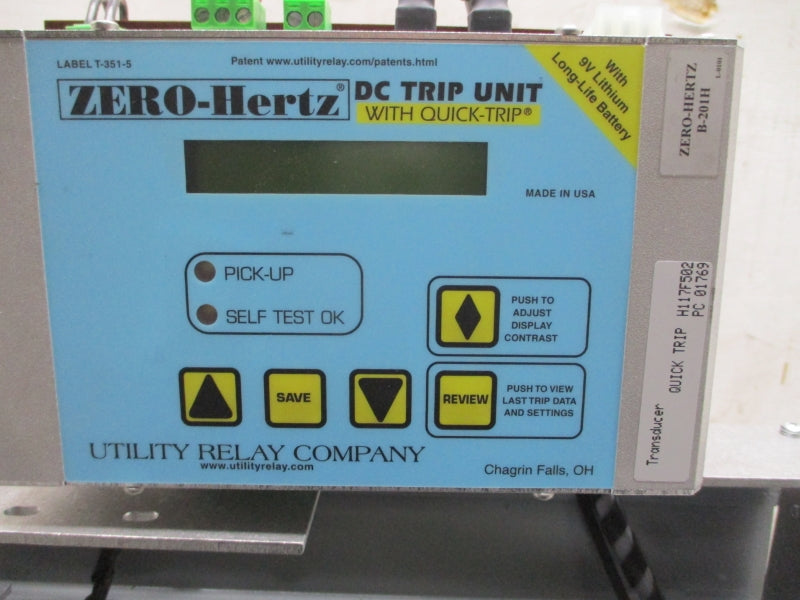 LABEL T-351-5
Patent www.utilityrelay.com/patents.html
ZERO-Hertz® DC TRIP UNIT
WITH QUICK-TRIP®
With
9V Lithium
Long-Life Battery
ZERO-HERTZ
B-201H
L-0101
MADE IN USA
PICK-UP
SELF TEST OK
PUSH TO
ADJUST
DISPLAY
CONTRAST
SAVE
REVIEW
PUSH TO VIEW
LAST TRIP DATA
AND SETTINGS
UTILITY RELAY COMPANY
www.utilityrelay.com
Chagrin Falls, OH
Transducer QUICK TRIP H117F502
PC 01769